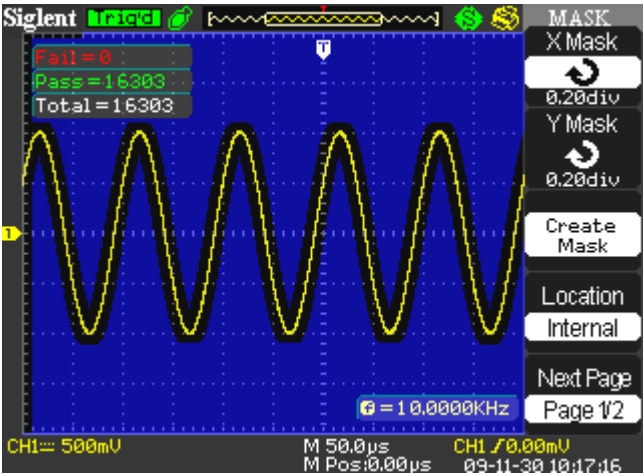 Siglent Trig'd S MASK
Fail=0
Pass=16303
Total=16303
T
1
X Mask
0.20div
Y Mask
0.20div
Create
Mask
Location
Internal
Next Page
Page 1/2
f=10.0000KHz
CH1 500mV M 50.0µs CH1 0.00mV
M Pos:0.00µs 09-11-30 10:17:16